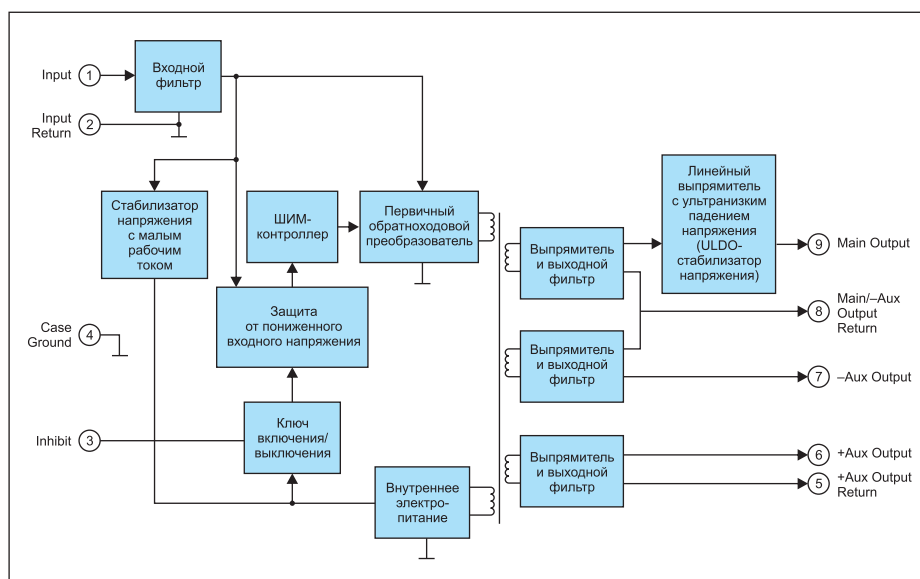 Input
1
Входной
фильтр
Input
Return
2
Стабилизатор
напряжения
с малым
рабочим
током
ШИМ-
контроллер
Первичный
обратноходовой
преобразователь
Линейный
выпрямитель
с ультранизким
падением
напряжения
(ULDO-
стабилизатор
напряжения)
9
Main Output
Выпрямитель
и выходной
фильтр
8
Main/–Aux
Output
Return
Защита
от пониженного
входного напряжения
Case
Ground
4
Выпрямитель
и выходной
фильтр
7
–Aux Output
Inhibit
3
Ключ
включения/
выключения
Выпрямитель
и выходной
фильтр
6
+Aux Output
5
+Aux Output
Return
Внутреннее
электро-
питание